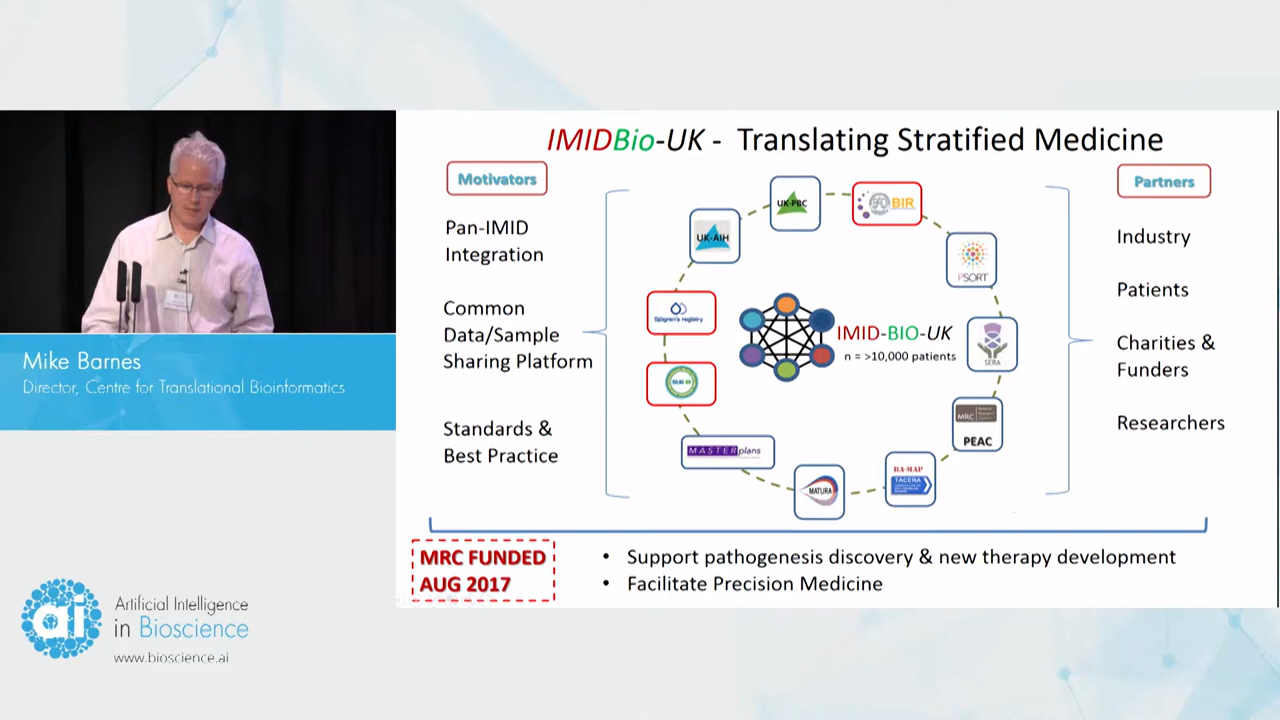 IMIDBio-UK - Translating Stratified Medicine
Motivators
Pan-IMID
Integration
Common
Data/Sample
Sharing Platform
Standards &
Best Practice
UK-AIH
UK-PBC
BIR
PSORT
SERA
MRC
PEAC
RA-MAP
TACERA
MATURA
MASTERplans
Sjögren's registry
IMID-BIO-UK
n = >10,000 patients
Partners
Industry
Patients
Charities &
Funders
Researchers
MRC FUNDED
AUG 2017
• Support pathogenesis discovery & new therapy development
• Facilitate Precision Medicine
Mike Barnes
Director, Centre for Translational Bioinformatics
ai
Artificial Intelligence
in Bioscience
www.bioscience.ai